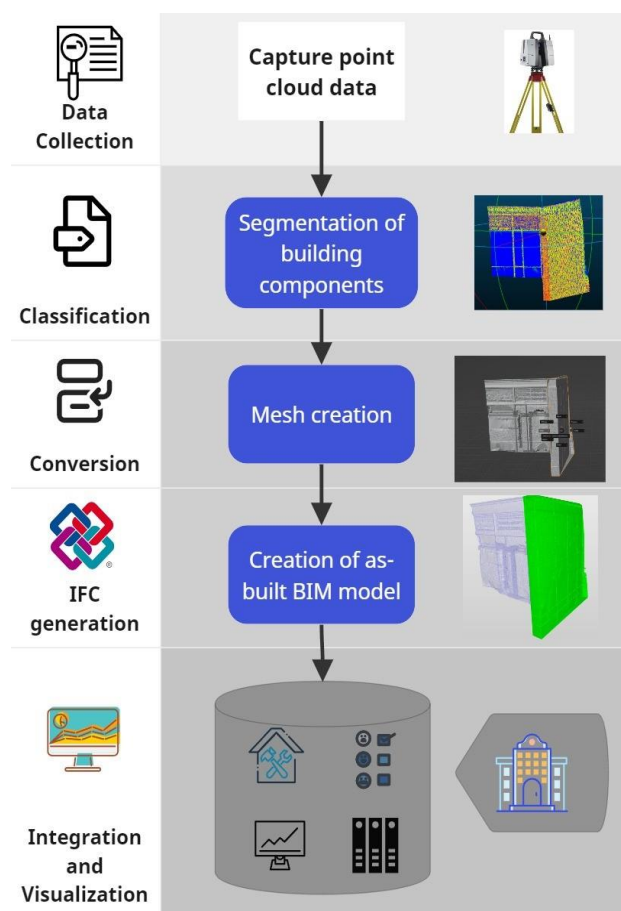 Data
Collection
Capture point
cloud data
Classification
Segmentation of
building
components
Conversion
Mesh creation
®
IFC
generation
Creation of as-
built BIM model
Integration
and
Visualization